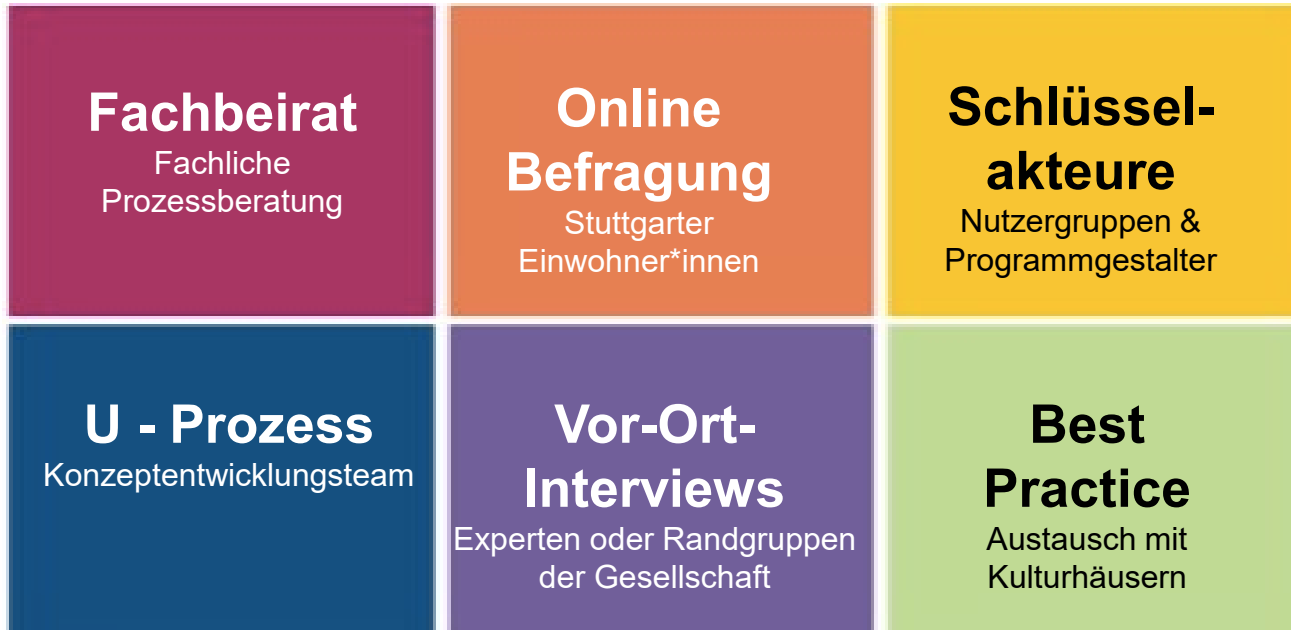 Fachbeirat
Fachliche
Prozessberatung
Online
Befragung
Stuttgarter
Einwohner*innen
Schlüssel-
akteure
Nutzergruppen &
Programmgestalter
U - Prozess
Konzeptentwicklungsteam
Vor-Ort-
Interviews
Experten oder Randgruppen
der Gesellschaft
Best
Practice
Austausch mit
Kulturhäusern